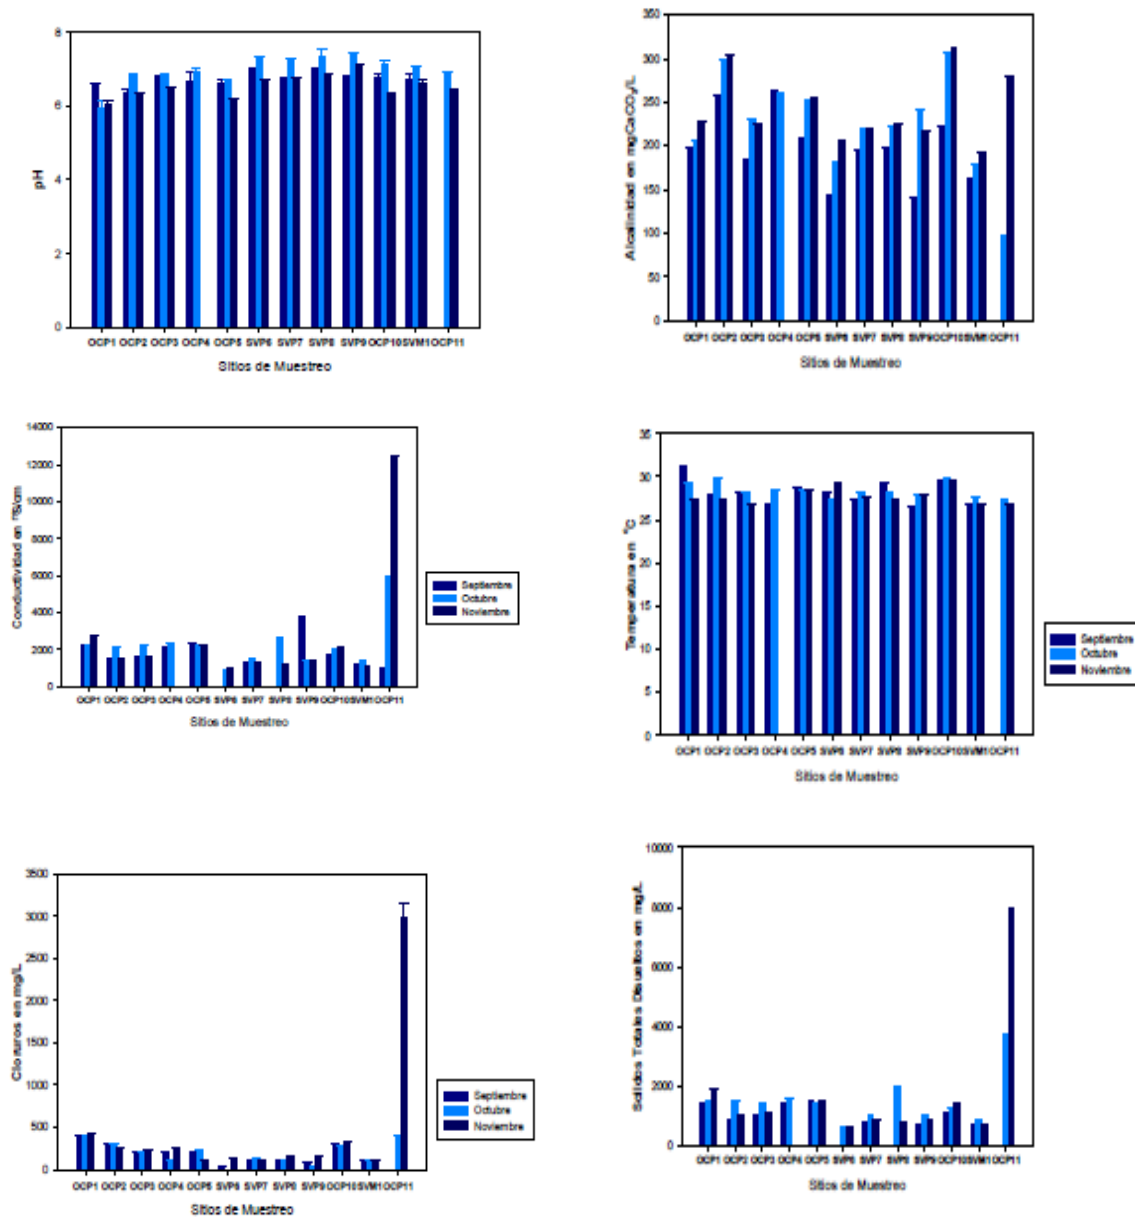 8
6
4
2
0
pH
OCP1 OCP2 OCP3 OCP4 OCP5 SVP6 SVP7 SVP8 SVP9 OCP10 SVM1 OCP11
Sitios de Muestreo
350
300
250
200
150
100
50
0
Alcalinidad en mgCaCO3/L
OCP1 OCP2 OCP3 OCP4 OCP5 SVP6 SVP7 SVP8 SVP9 OCP10 SVM1 OCP11
Sitios de Muestreo
14000
12000
10000
8000
6000
4000
2000
0
Conductividad en
OCP1 OCP2 OCP3 OCP4 OCP5 SVP6 SVP7 SVP8 SVP9 OCP10 SVM1 OCP11
Sitios de Muestreo
Septiembre
Octubre
Noviembre
35
30
25
20
15
10
5
0
Temperatura en °C
OCP1 OCP2 OCP3 OCP4 OCP5 SVP6 SVP7 SVP8 SVP9 OCP10 SVM1 OCP11
Sitios de Muestreo
Septiembre
Octubre
Noviembre
3500
3000
2500
2000
1500
1000
500
0
Cloruros en mg/L
OCP1 OCP2 OCP3 OCP4 OCP5 SVP6 SVP7 SVP8 SVP9 OCP10 SVM1 OCP11
Sitios de Muestreo
Septiembre
Octubre
Noviembre
10000
8000
6000
4000
2000
0
Solidos Totales Disueltos en mg/L
OCP1 OCP2 OCP3 OCP4 OCP5 SVP6 SVP7 SVP8 SVP9 OCP10 SVM1 OCP11
Sitios de Muestreo